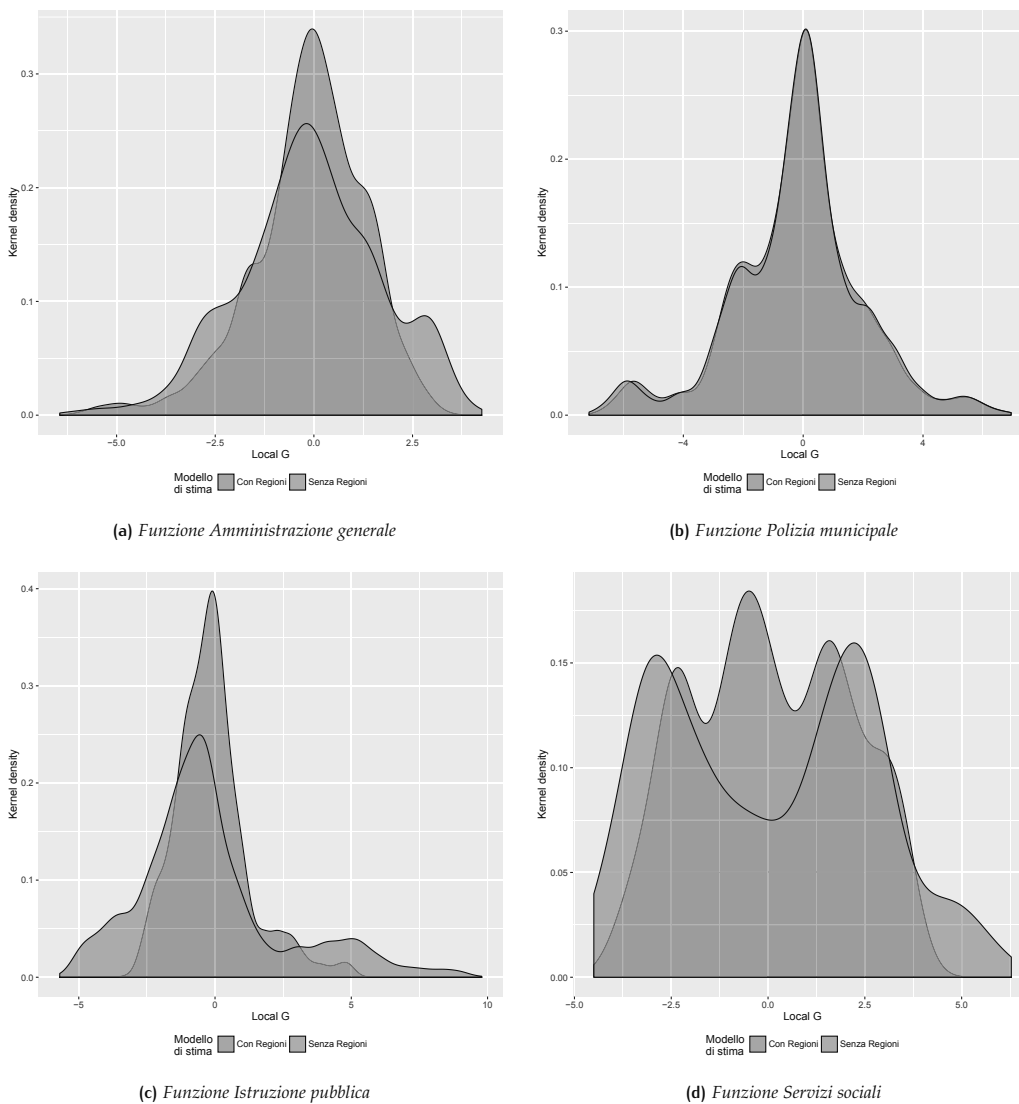 0.3
0.2
0.1
0.0
Kernel density
−5.0 −2.5 0.0 2.5
Local G
Modello
di stima Con Regioni Senza Regioni
(a) Funzione Amministrazione generale
0.3
0.2
0.1
0.0
Kernel density
−4 0 4
Local G
Modello
di stima Con Regioni Senza Regioni
(b) Funzione Polizia municipale
0.4
0.3
0.2
0.1
0.0
Kernel density
−5 0 5 10
Local G
Modello
di stima Con Regioni Senza Regioni
(c) Funzione Istruzione pubblica
0.15
0.10
0.05
0.00
Kernel density
−5.0 −2.5 0.0 2.5 5.0
Local G
Modello
di stima Con Regioni Senza Regioni
(d) Funzione Servizi sociali